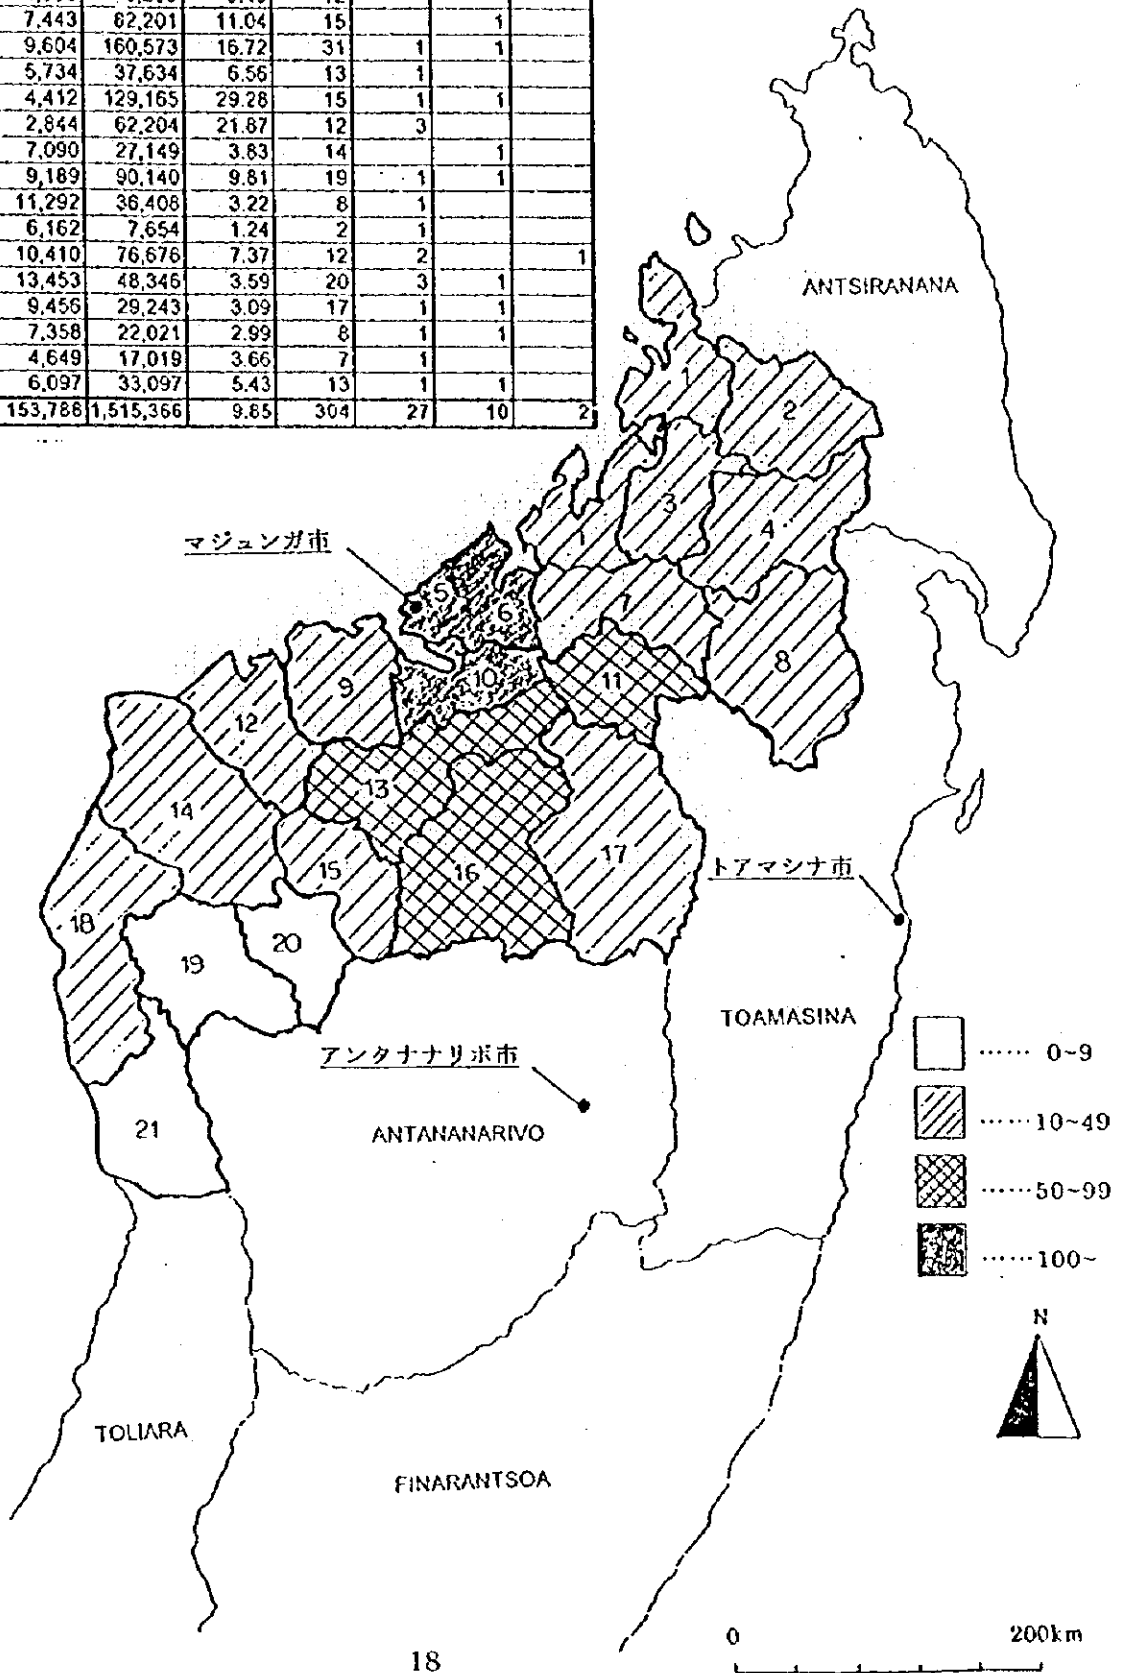 7,443 82,201 11.04 15 1
9,604 160,573 16.72 31 1 1
5,734 37,634 6.56 13 1
4,412 129,165 29.28 15 1 1
2,844 62,204 21.87 12 3
7,090 27,149 3.83 14 1
9,189 90,140 9.81 19 1 1
11,292 36,408 3.22 8 1
6,162 7,654 1.24 2 1
10,410 76,676 7.37 12 2 1
13,453 48,346 3.59 20 3 1
9,456 29,243 3.09 17 1 1
7,358 22,021 2.99 8 1 1
4,649 17,019 3.66 7 1
6,097 33,097 5.43 13 1 1
153,786 1,515,366 9.85 304 27 10 2
ANTSIRANANA
1
2
3
4
1
マジュンガ市
5
6
7
8
9
10
11
12
13
14
15
16
17
18
19
20
21
トアマシナ市
TOAMASINA
アンタナナリボ市
ANTANANARIVO
…… 0~9
……10~49
……50~99
……100~
N
TOLIARA
FINARANTSOA
0 200km
18